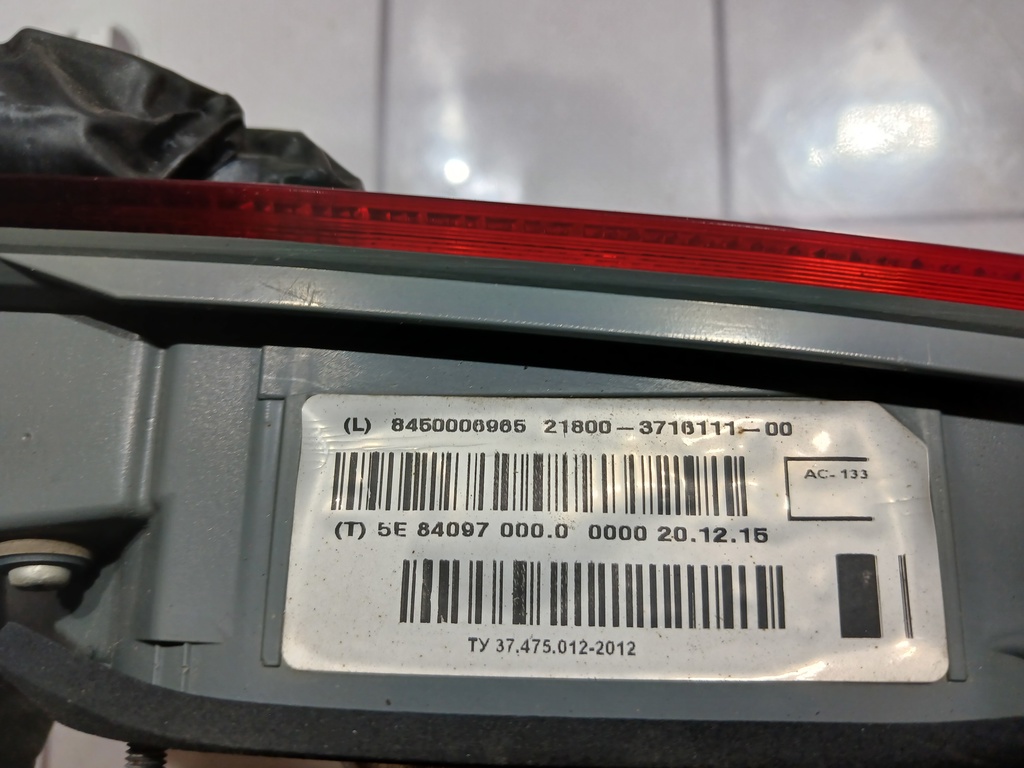 (L) 8450006965 21800-3716111-00
AC-133
(T) 5E 84097 000.0 0000 20.12.15
ТУ 37.475.012-2012